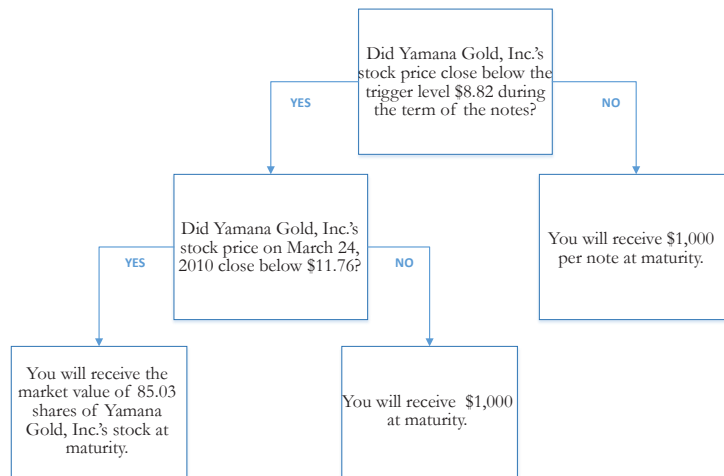 Did Yamana Gold, Inc.'s
stock price close below the
trigger level $8.82 during
the term of the notes?
YES
NO
Did Yamana Gold, Inc.'s
stock price on March 24,
2010 close below $11.76?
You will receive $1,000
per note at maturity.
YES
NO
You will receive the
market value of 85.03
shares of Yamana
Gold, Inc.'s stock at
maturity.
You will receive $1,000
at maturity.